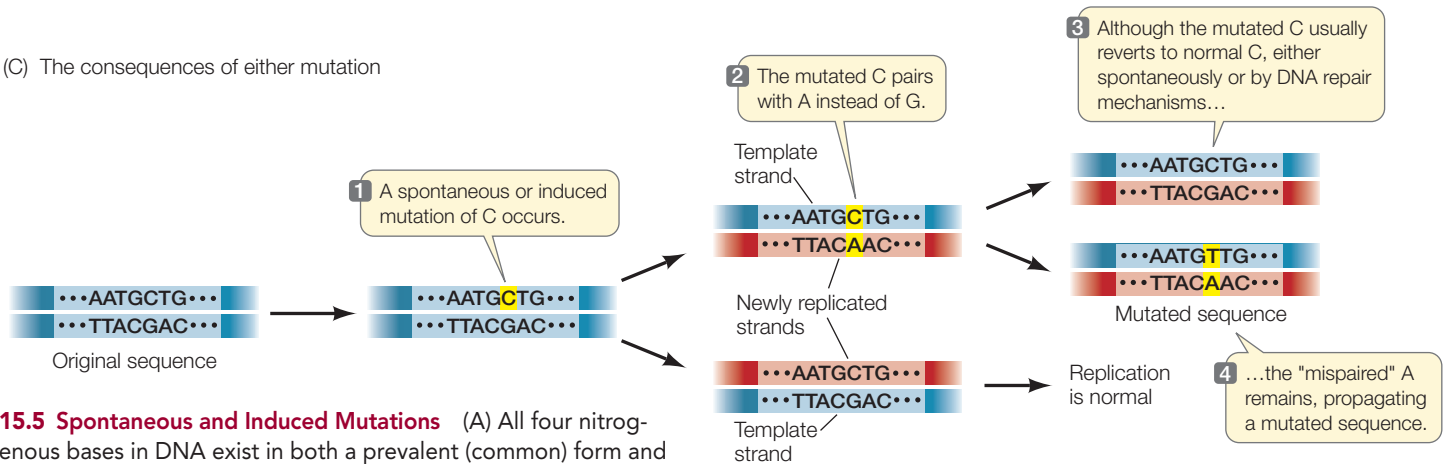 (C) The consequences of either mutation
1 A spontaneous or induced
mutation of C occurs.
2 The mutated C pairs
with A instead of G.
3 Although the mutated C usually
reverts to normal C, either
spontaneously or by DNA repair
mechanisms…
•••AATGCTG•••
•••TTACGAC•••
Original sequence
•••AATGCTG•••
•••TTACGAC•••
Template
strand
•••AATGCTG•••
•••TTACAAC•••
Newly replicated
strands
•••AATGCTG•••
•••TTACGAC•••
Template
strand
•••AATGCTG•••
•••TTACGAC•••
•••AATGTTG•••
•••TTACAAC•••
Mutated sequence
Replication
is normal
4 …the "mispaired" A
remains, propagating
a mutated sequence.
15.5 Spontaneous and Induced Mutations (A) All four nitrog-
enous bases in DNA exist in both a prevalent (common) form and